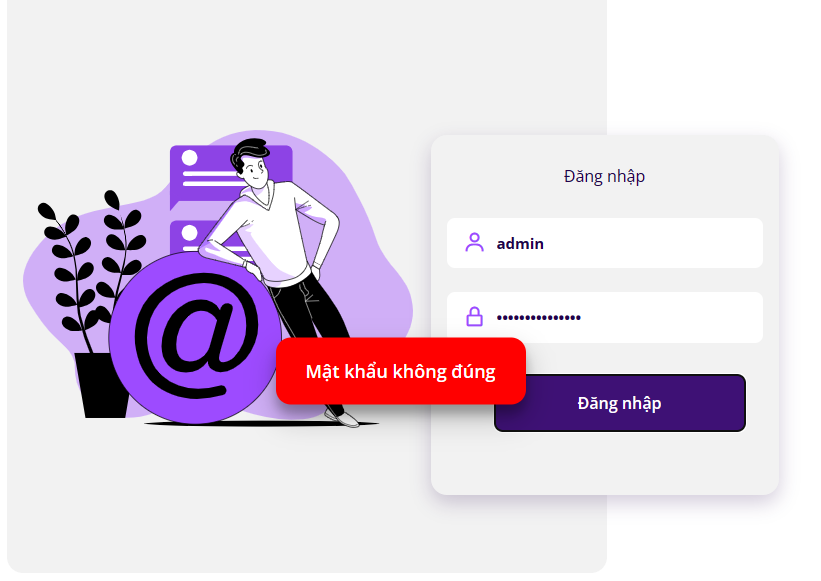 Đăng nhập
admin
•••••••••••••••
@
Mật khẩu không đúng
Đăng nhập